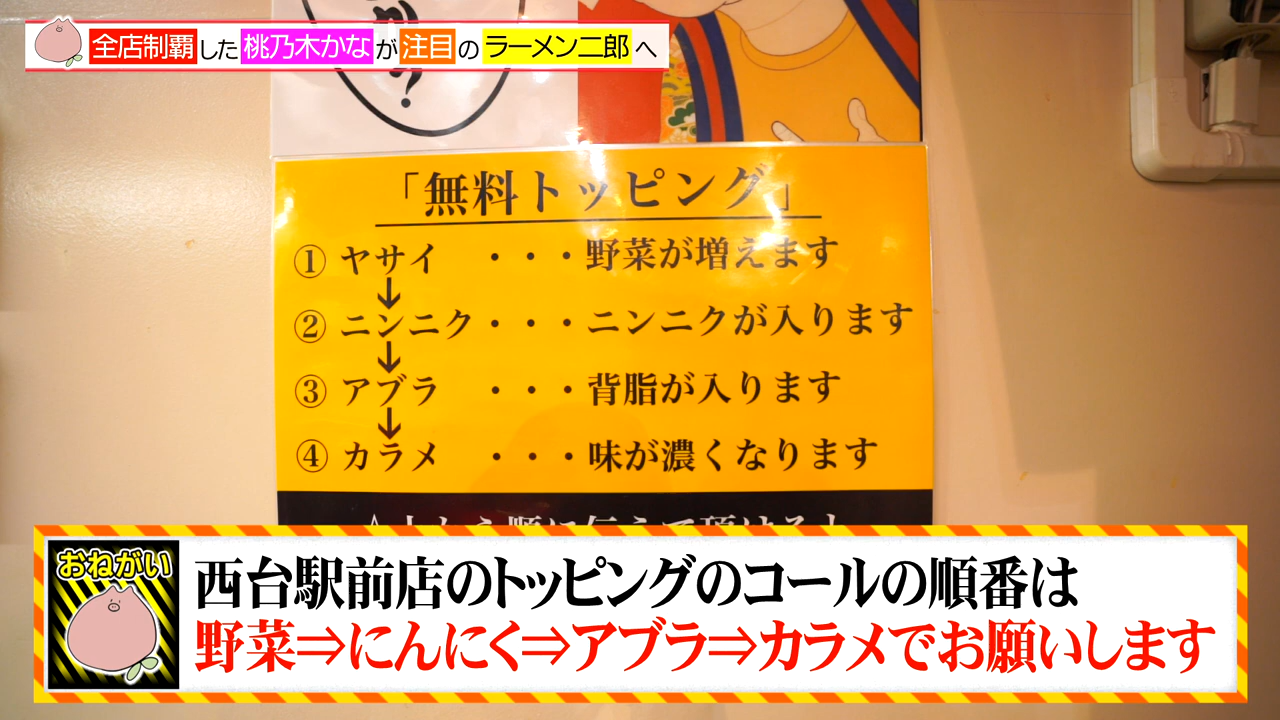 全店制覇した桃乃木かなが注目のラーメン二郎へ
か?
「無料トッピング」
① ヤサイ ・・・野菜が増えます
↓
② ニンニク・・・ニンニクが入ります
↓
③ アブラ ・・・背脂が入ります
↓
④ カラメ ・・・味が濃くなります
おねがい
西台駅前店のトッピングのコールの順番は
野菜⇒にんにく⇒アブラ⇒カラメでお願いします